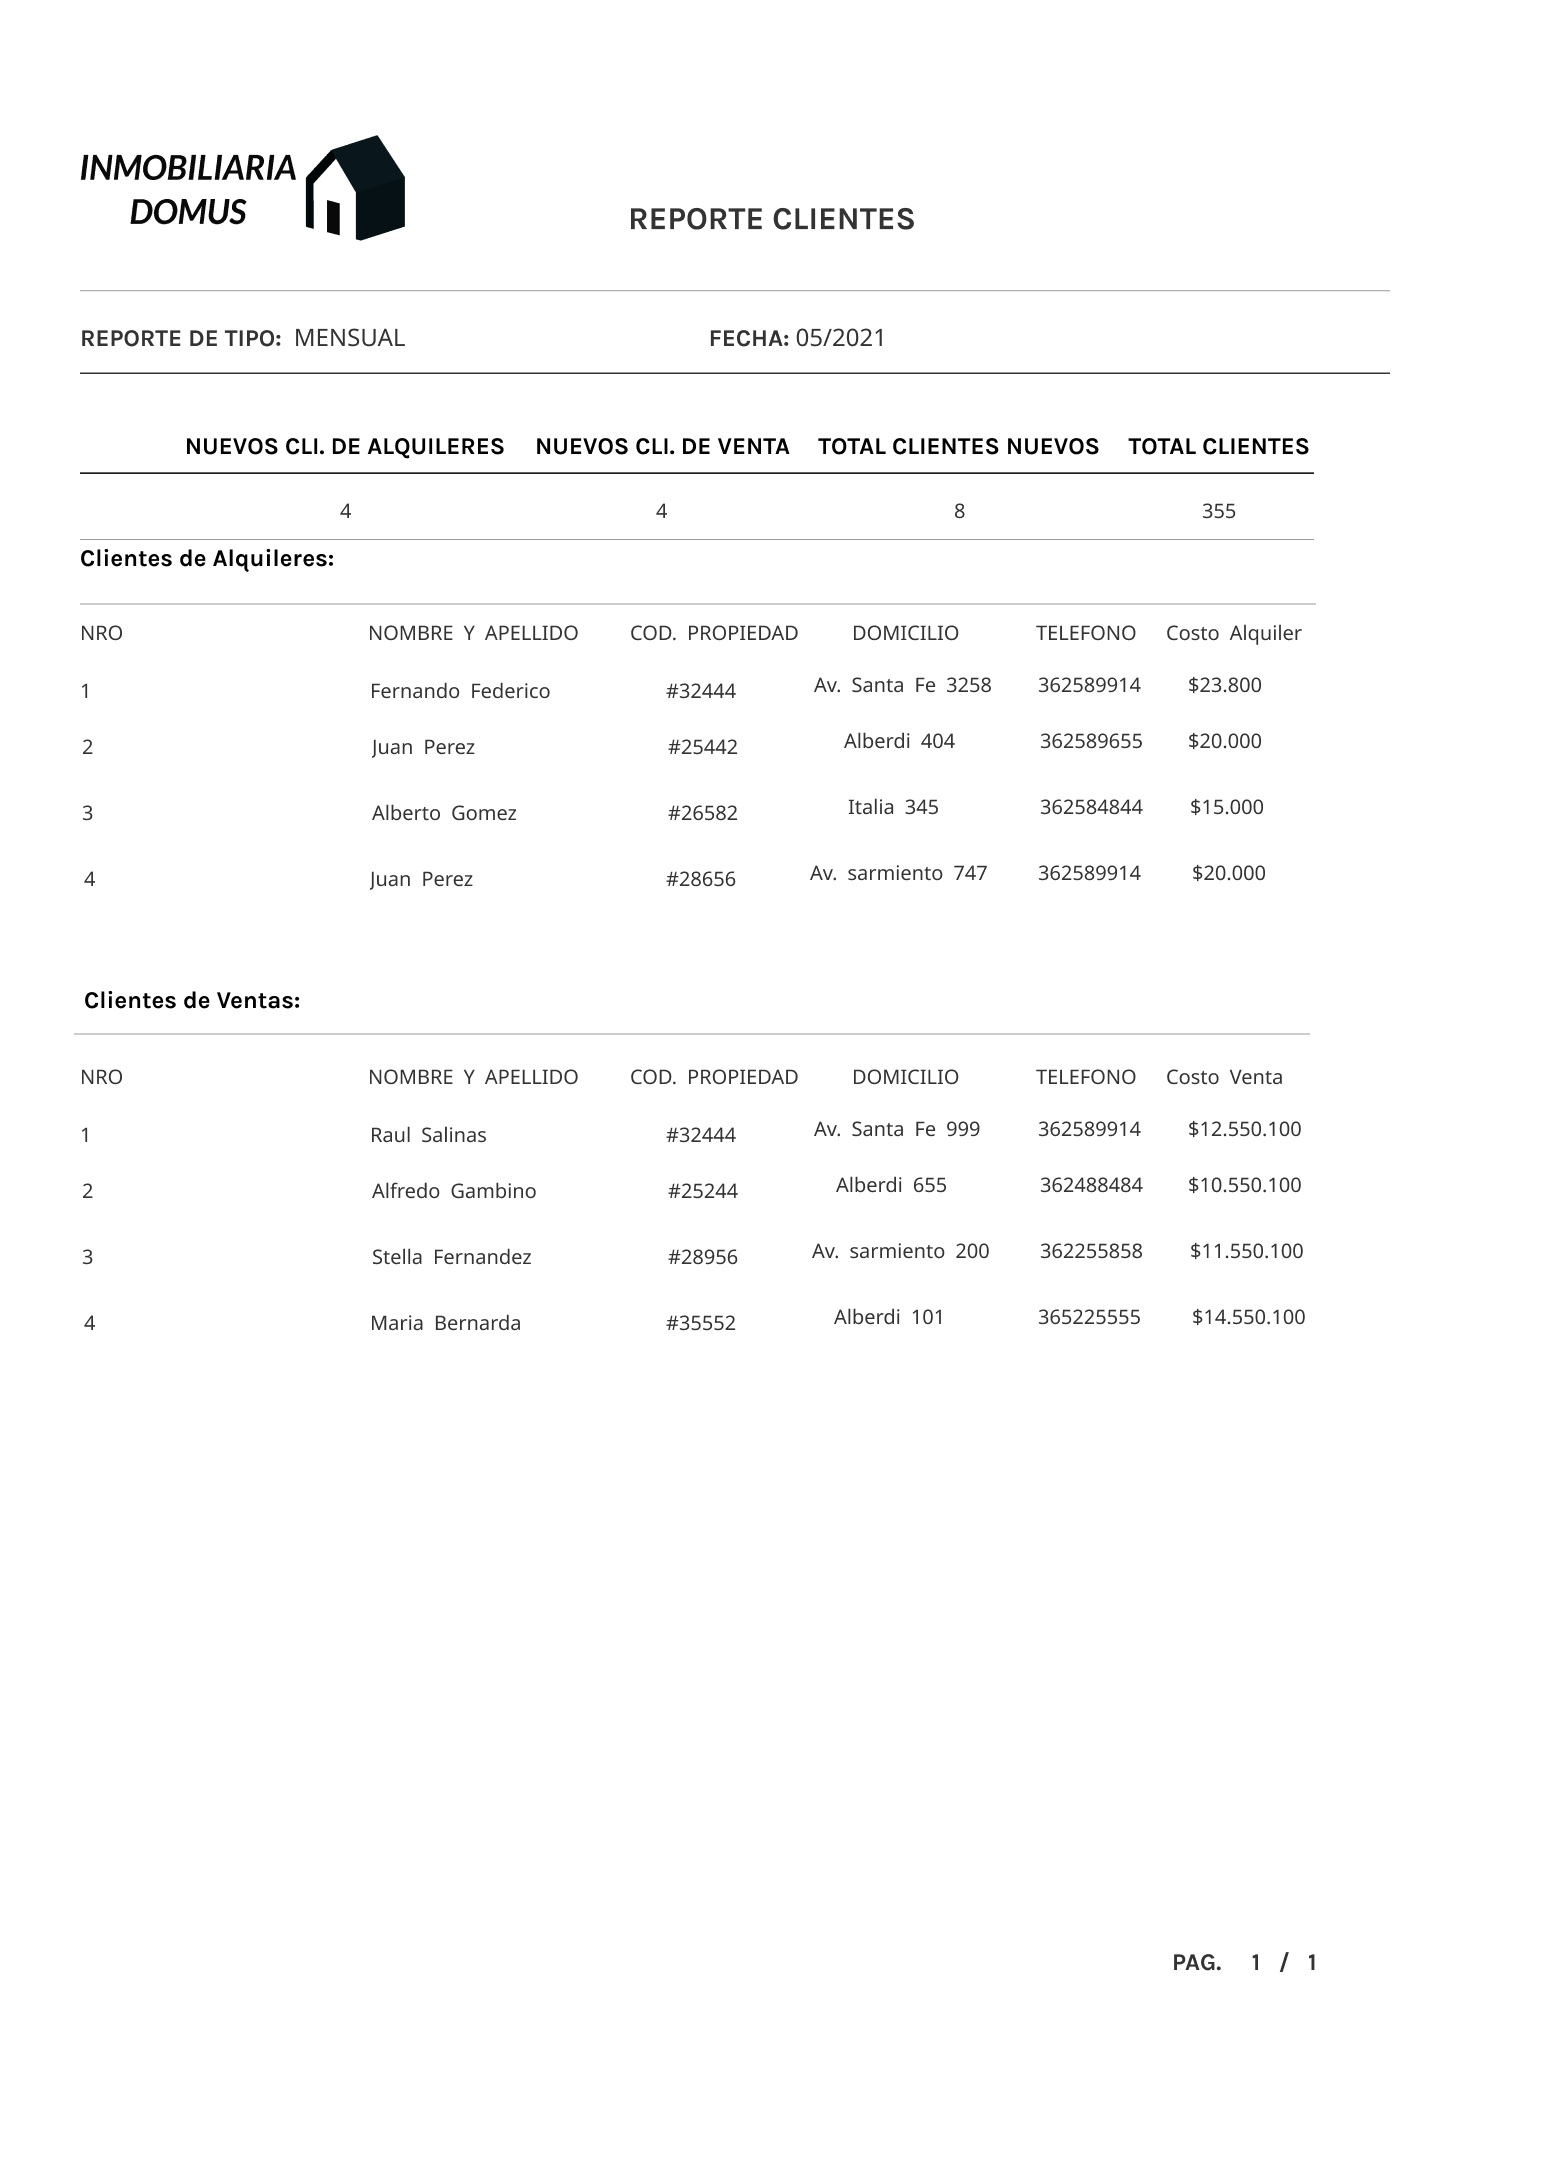 INMOBILIARIA
DOMUS
REPORTE CLIENTES
REPORTE DE TIPO: MENSUAL FECHA: 05/2021
NUEVOS CLI. DE ALQUILERES NUEVOS CLI. DE VENTA TOTAL CLIENTES NUEVOS TOTAL CLIENTES
4 4 8 355
Clientes de Alquileres:
NRO NOMBRE Y APELLIDO COD. PROPIEDAD DOMICILIO TELEFONO Costo Alquiler
1 Fernando Federico #32444 Av. Santa Fe 3258 362589914 $23.800
2 Juan Perez #25442 Alberdi 404 362589655 $20.000
3 Alberto Gomez #26582 Italia 345 362584844 $15.000
4 Juan Perez #28656 Av. sarmiento 747 362589914 $20.000
Clientes de Ventas:
NRO NOMBRE Y APELLIDO COD. PROPIEDAD DOMICILIO TELEFONO Costo Venta
1 Raul Salinas #32444 Av. Santa Fe 999 362589914 $12.550.100
2 Alfredo Gambino #25244 Alberdi 655 362488484 $10.550.100
3 Stella Fernandez #28956 Av. sarmiento 200 362255858 $11.550.100
4 Maria Bernarda #35552 Alberdi 101 365225555 $14.550.100
PAG. 1 / 1